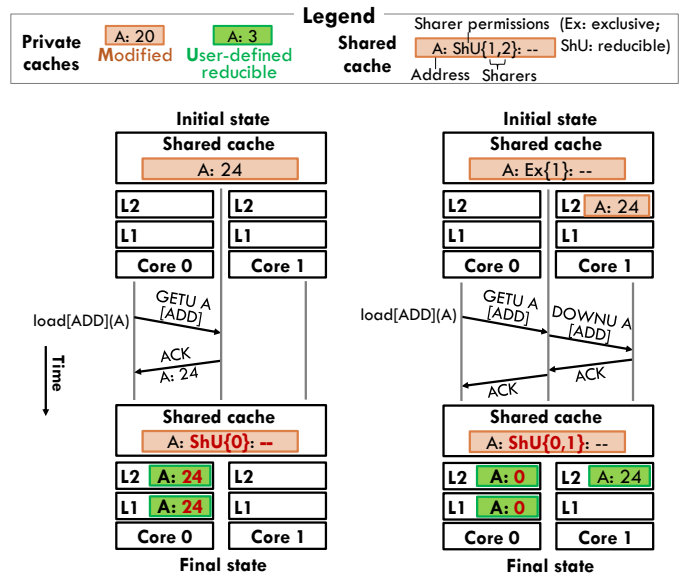 Legend
Private caches
A: 20
Modified
A: 3
User-defined reducible
Shared cache
Sharer permissions (Ex: exclusive; ShU: reducible)
A: ShU{1,2}: --
Address
Sharers
Initial state
Shared cache
A: 24
L2
L2
L1
L1
Core 0
Core 1
load[ADD](A)
GETU A
[ADD]
ACK
A: 24
Time
Shared cache
A: ShU{0}: --
L2 A: 24
L2
L1 A: 24
L1
Core 0
Core 1
Final state
Initial state
Shared cache
A: Ex{1}: --
L2
L2 A: 24
L1
L1
Core 0
Core 1
load[ADD](A)
GETU A
[ADD]
DOWNU A
[ADD]
ACK
ACK
Shared cache
A: ShU{0,1}: --
L2 A: 0
L2 A: 24
L1 A: 0
L1
Core 0
Core 1
Final state